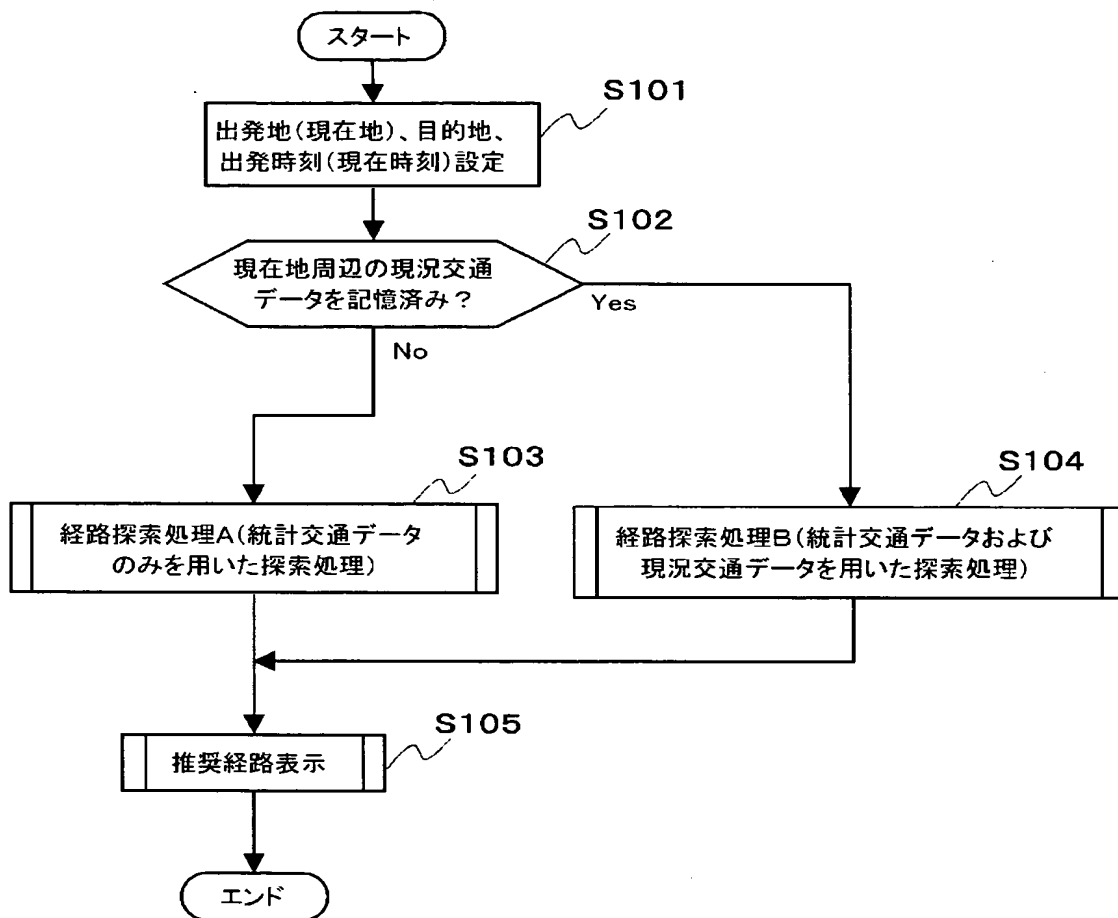 スタート
S101
出発地(現在地)、目的地、
出発時刻(現在時刻)設定
S102
現在地周辺の現況交通
データを記憶済み?
Yes
No
S103
経路探索処理A(統計交通データ
のみを用いた探索処理)
S104
経路探索処理B(統計交通データおよび
現況交通データを用いた探索処理)
S105
推奨経路表示
エンド